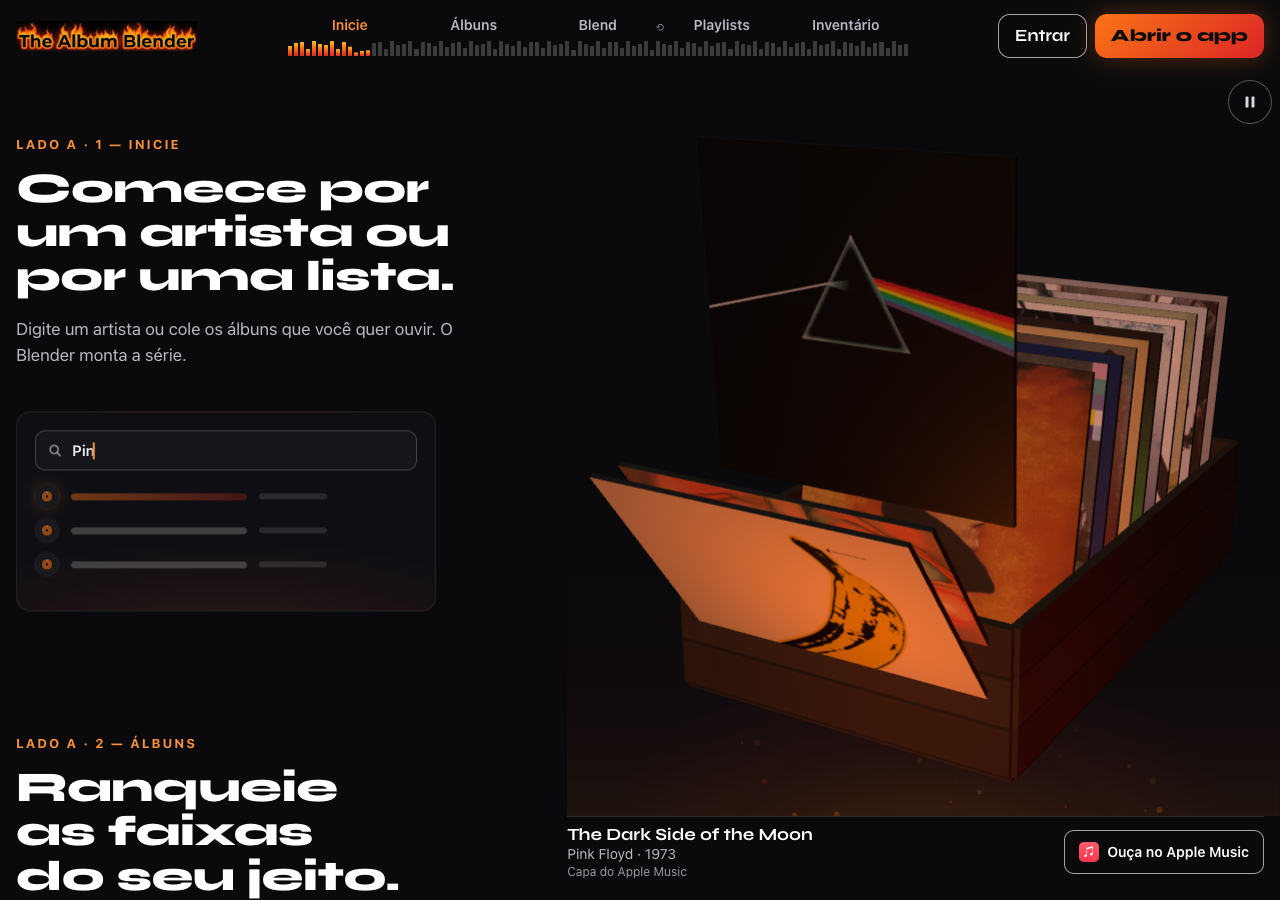 The Album Blender
Inicie
Álbuns
Blend
Playlists
Inventário
Entrar
Abrir o app
LADO A · 1 — INICIE
Comece por
um artista ou
por uma lista.
Digite um artista ou cole os álbuns que você quer ouvir. O
Blender monta a série.
Pin
LADO A · 2 — ÁLBUNS
Ranqueie
as faixas
do seu jeito.
The Dark Side of the Moon
Pink Floyd · 1973
Capa do Apple Music
Ouça no Apple Music